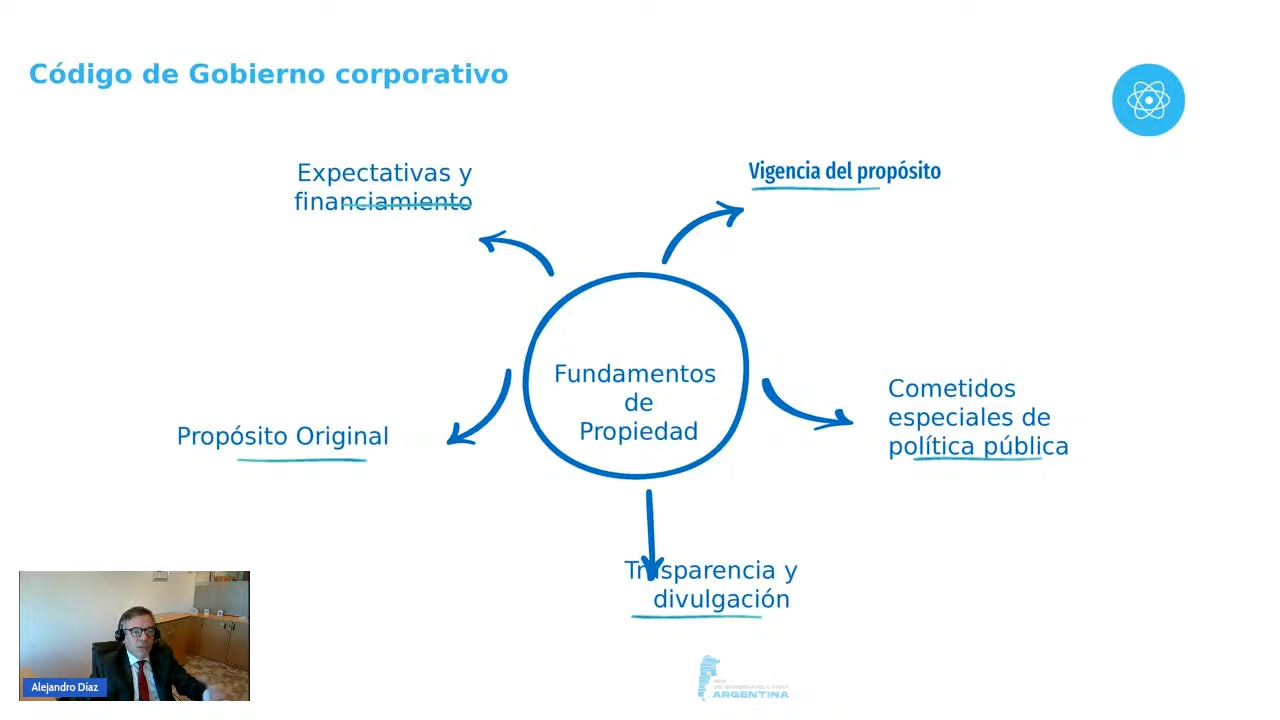 Código de Gobierno corporativo
Expectativas y
financiamiento
Vigencia del propósito
Fundamentos
de
Propiedad
Propósito Original
Cometidos
especiales de
política pública
Trasparencia y
divulgación
Alejandro Díaz
ARGENTINA